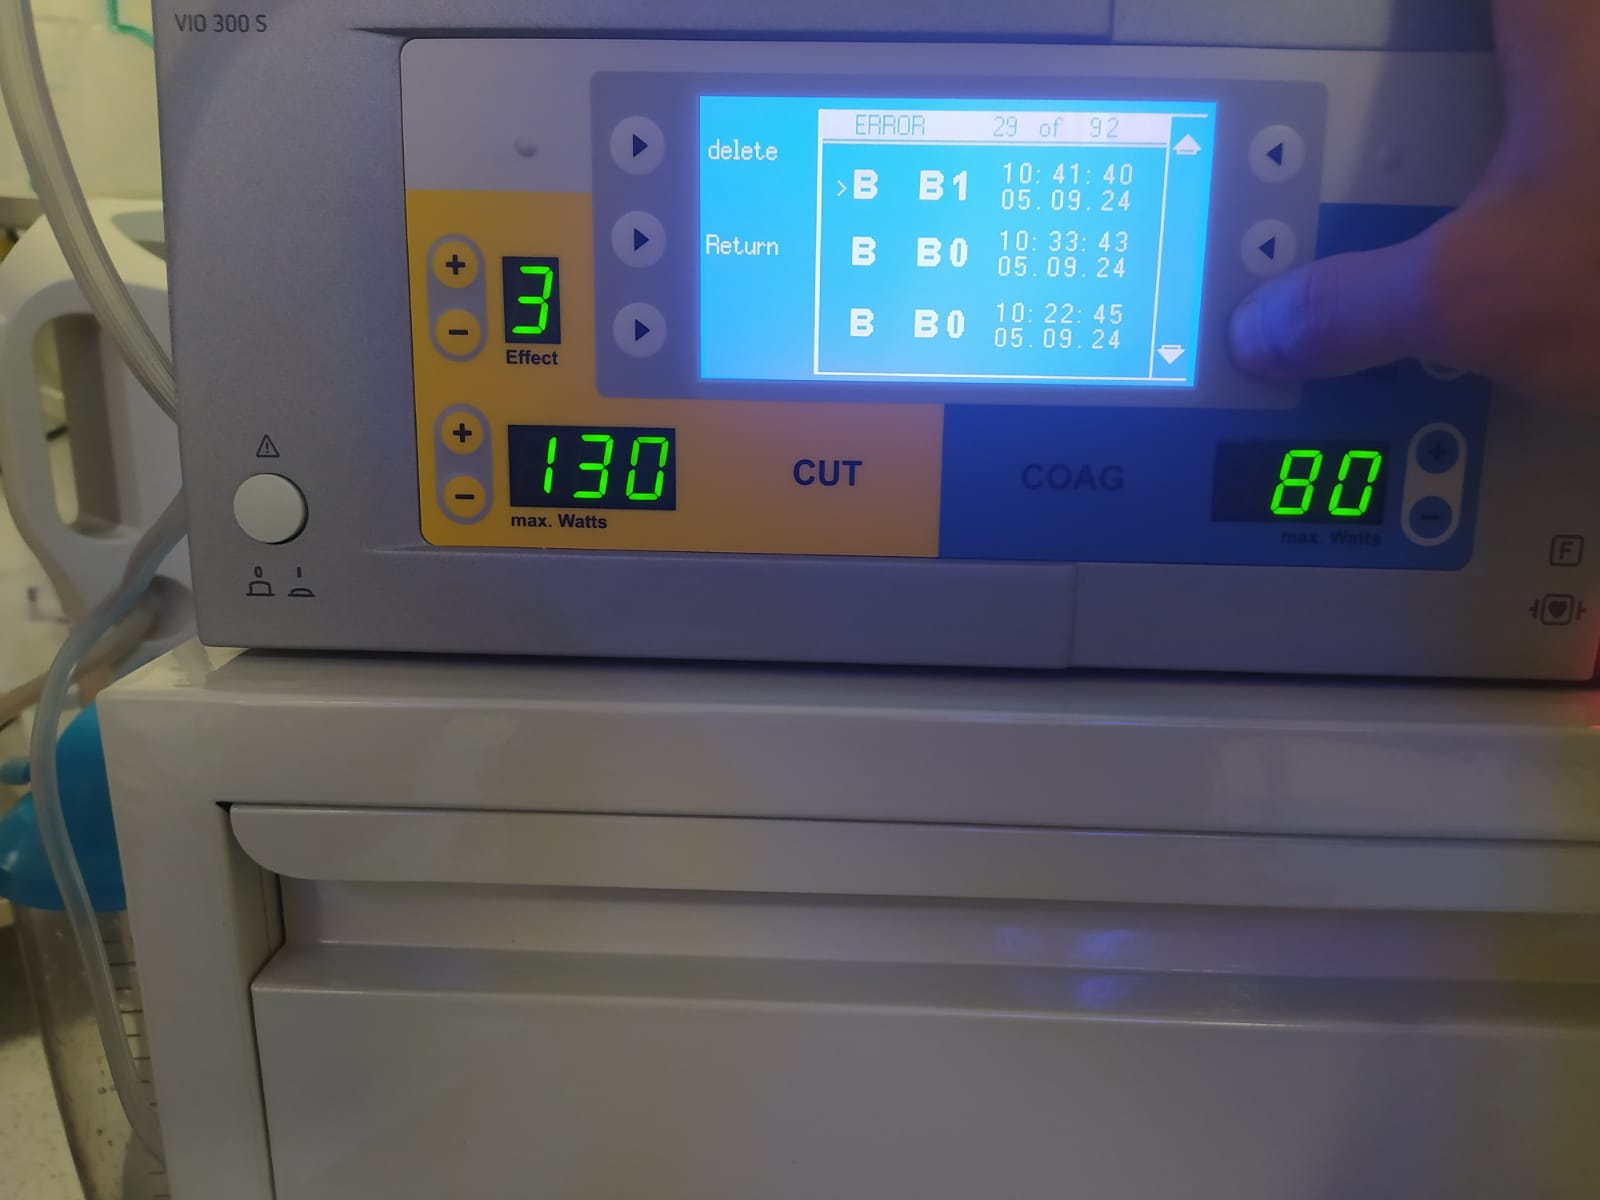 VIO 300 S
delete
Return
ERROR 29 of 92
>B B1 10:41:40
05.09.24
B B0 10:33:43
05.09.24
B B0 10:22:45
05.09.24
+
3
−
Effect
+
130
−
max. Watts
CUT
COAG
80
+
−
max. Watts
0 I
F